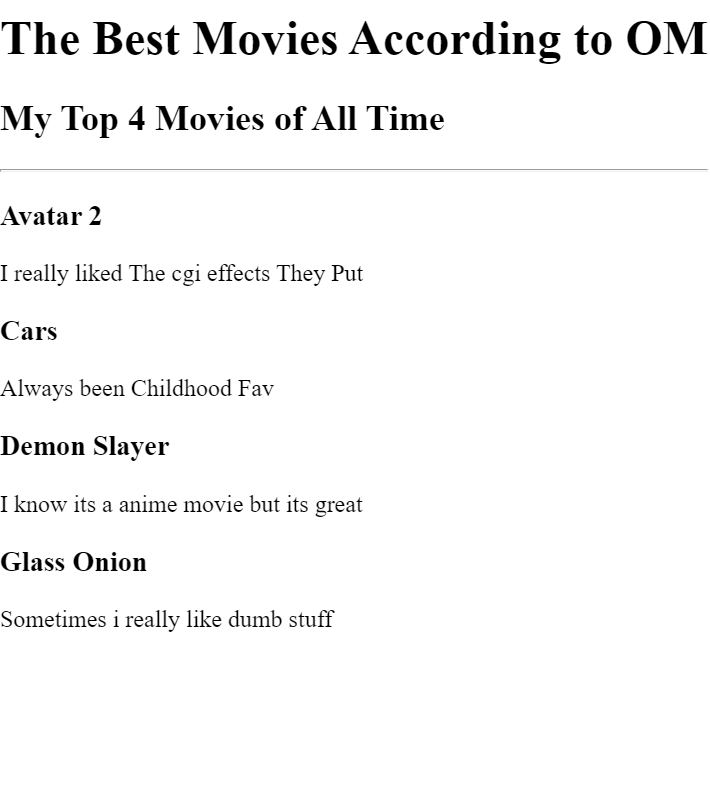 The Best Movies According to OM
My Top 4 Movies of All Time
Avatar 2
I really liked The cgi effects They Put
Cars
Always been Childhood Fav
Demon Slayer
I know its a anime movie but its great
Glass Onion
Sometimes i really like dumb stuff